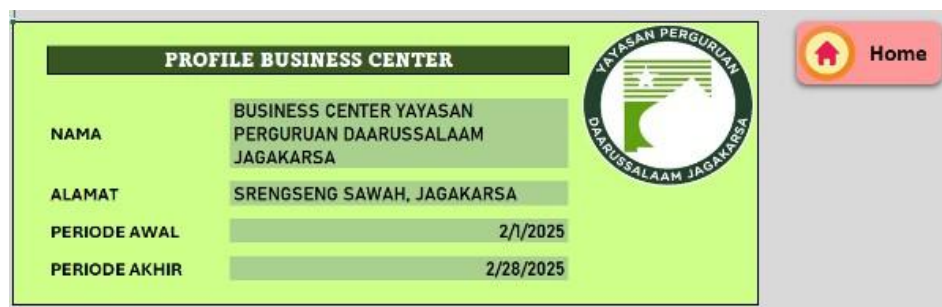 PROFILE BUSINESS CENTER
YAYASAN PERGURUAN
DAARUSSALAAM JAGAKARSA
Home
NAMA
BUSINESS CENTER YAYASAN
PERGURUAN DAARUSSALAAM
JAGAKARSA
ALAMAT
SRENGSENG SAWAH, JAGAKARSA
PERIODE AWAL
2/1/2025
PERIODE AKHIR
2/28/2025